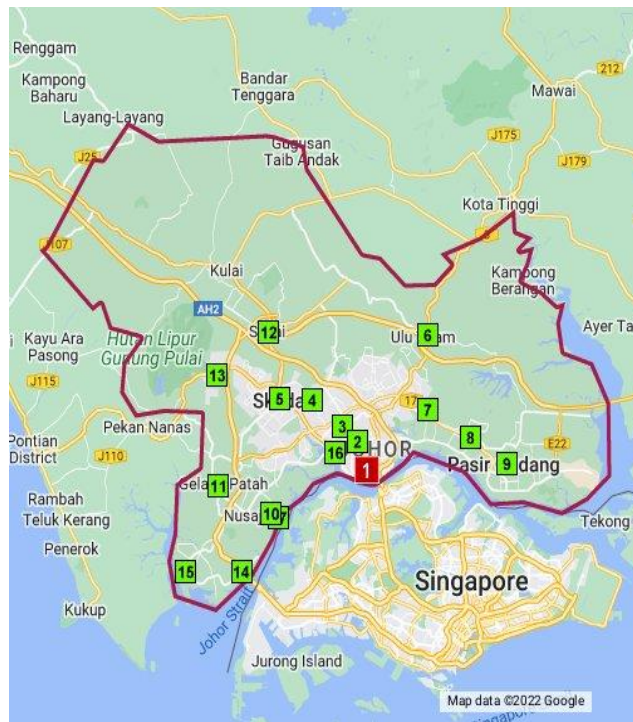 Renggam
Kampong
Baharu
Bandar
Tenggara
212
Mawai
Layang-Layang
J25
Gugusan
Taib Andak
J175
J179
Kota Tinggi
J107
Kulai
Kampong
Berangan
AH2
Kayu Ara
Pasong
Hutan Lipur
Gunung Pulai
12
6
Ayer
J115
13
5
4
17
7
Pontian
District
Pekan Nanas
3
2
8
E22
J110
16
1
Pasir
9
Rambah
Teluk Kerang
11
Patah
10
Tekong
Penerok
15
14
Singapore
Kukup
Johor Strait
Jurong Island
Map data ©2022 Google